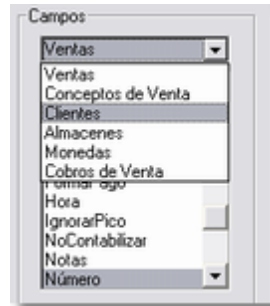 Campos
Ventas
Ventas
Conceptos de Venta
Clientes
Almacenes
Monedas
Cobros de Venta
Hora
IgnorarPico
NoContabilizar
Notas
Número